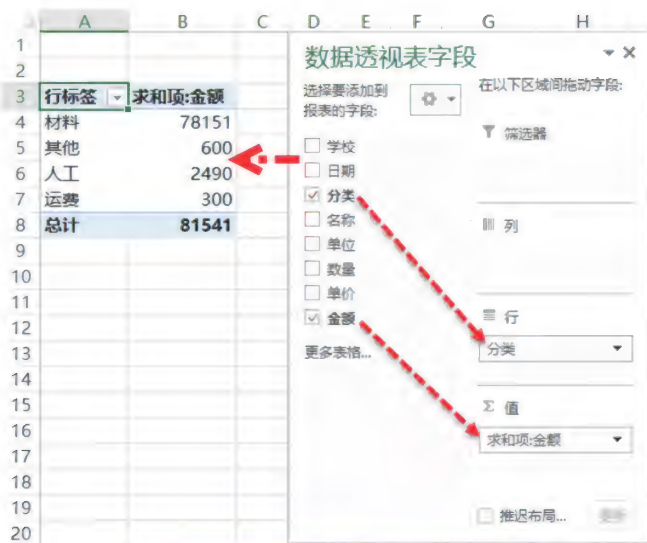 A B C D E F G H
1
2
3 行标签 求和项:金额
4 材料 78151
5 其他 600
6 人工 2490
7 运费 300
8 总计 81541
9
10
11
12
13
14
15
16
17
18
19
20
数据透视表字段
选择要添加到
报表的字段:
学校
日期
分类
名称
单位
数量
单价
金额
更多表格...
在以下区域间拖动字段:
筛选器
列
行
分类
Σ 值
求和项:金额
推迟布局...